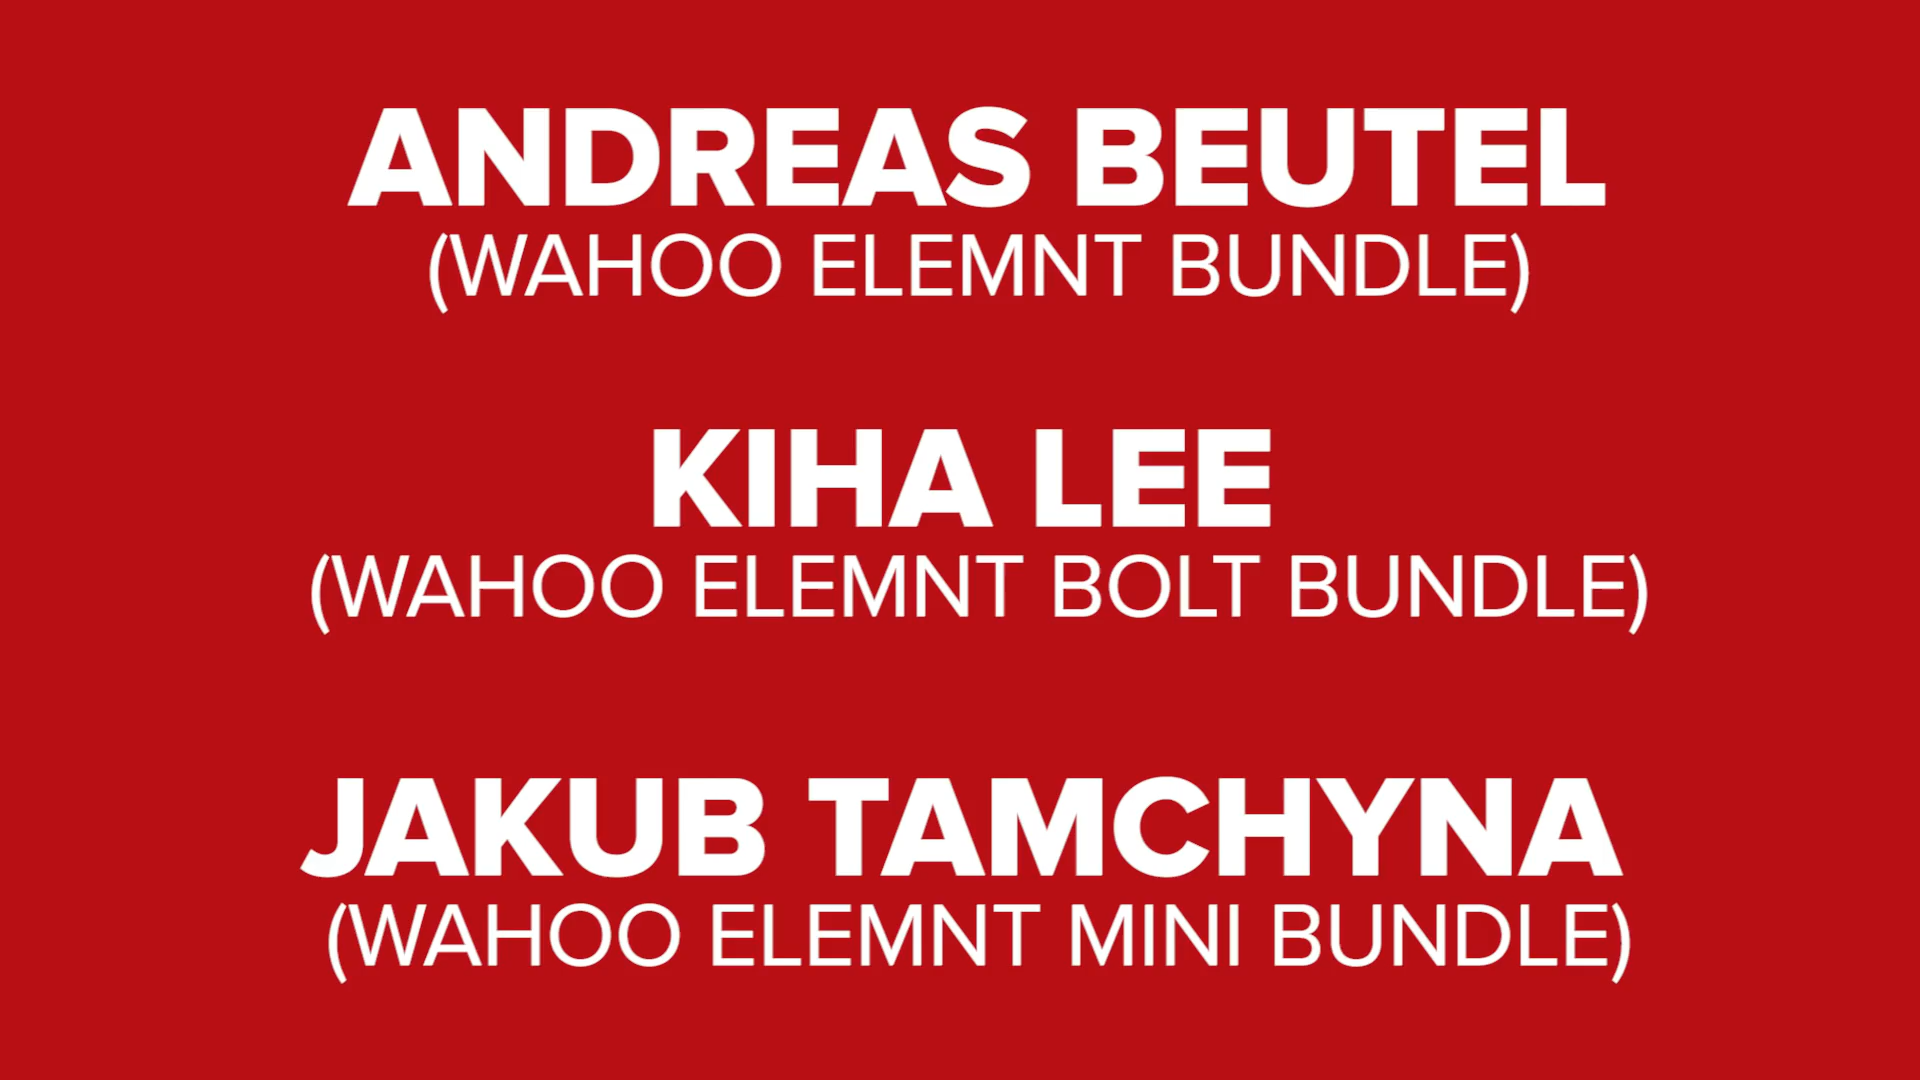 ANDREAS BEUTEL
(WAHOO ELEMNT BUNDLE)
KIHA LEE
(WAHOO ELEMNT BOLT BUNDLE)
JAKUB TAMCHYNA
(WAHOO ELEMNT MINI BUNDLE)